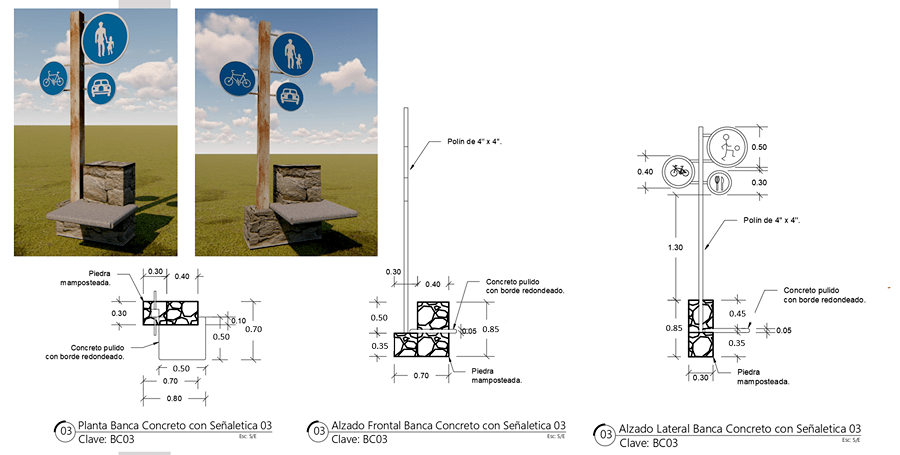 Polín de 4" x 4".
0.50
0.40
0.30
Polín de 4" x 4".
1.30
Piedra
mamposteada.
0.30
0.40
0.30
0.10
0.50
0.70
Concreto pulido
con borde redondeado.
0.50
0.70
0.80
0.30
0.40
Concreto pulido
con borde redondeado.
0.50
0.05
0.85
0.35
0.70
Piedra
mamposteada.
Concreto pulido
con borde redondeado.
0.85
0.45
0.05
0.35
0.30
Piedra
mamposteada.
03
Planta Banca Concreto con Señaletica 03
Clave: BC03
Esc: S/E
03
Alzado Frontal Banca Concreto con Señaletica 03
Clave: BC03
Esc: S/E
03
Alzado Lateral Banca Concreto con Señaletica 03
Clave: BC03
Esc: S/E